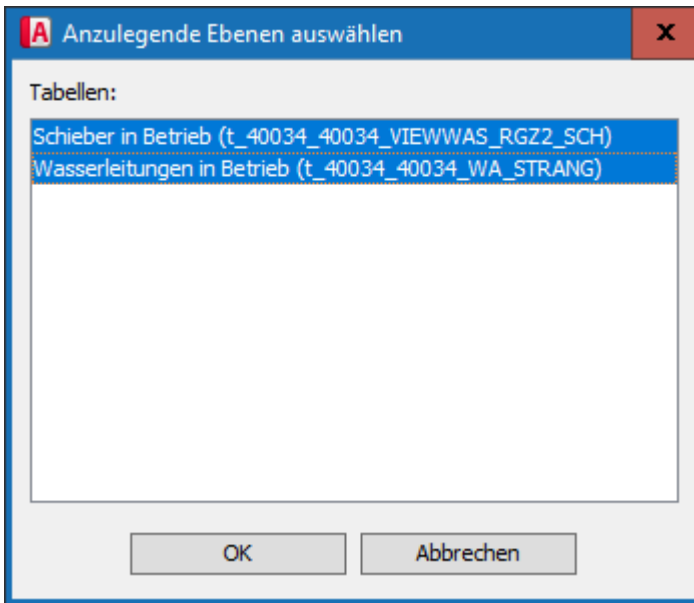 A Anzulegende Ebenen auswählen x
Tabellen:
Schieber in Betrieb (t_40034_40034_VIEWWAS_RGZ2_SCH)
Wasserleitungen in Betrieb (t_40034_40034_WA_STRANG)
OK Abbrechen